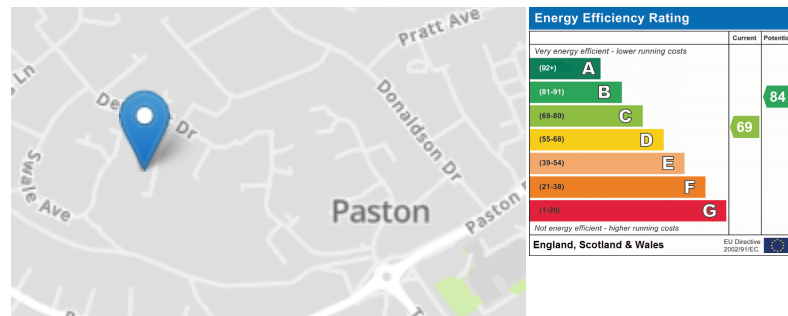 Pratt Ave
Ln
Dr
Donaldson Dr
Swale Ave
Paston
Paston
Energy Efficiency Rating
Current Potentia
Very energy efficient - lower running costs
(92+) A
(81-91) B
84
(69-80) C
69
(55-68) D
(39-54) E
(21-38) F
(1-20) G
Not energy efficient - higher running costs
England, Scotland & Wales
EU Directive
2002/91/EC